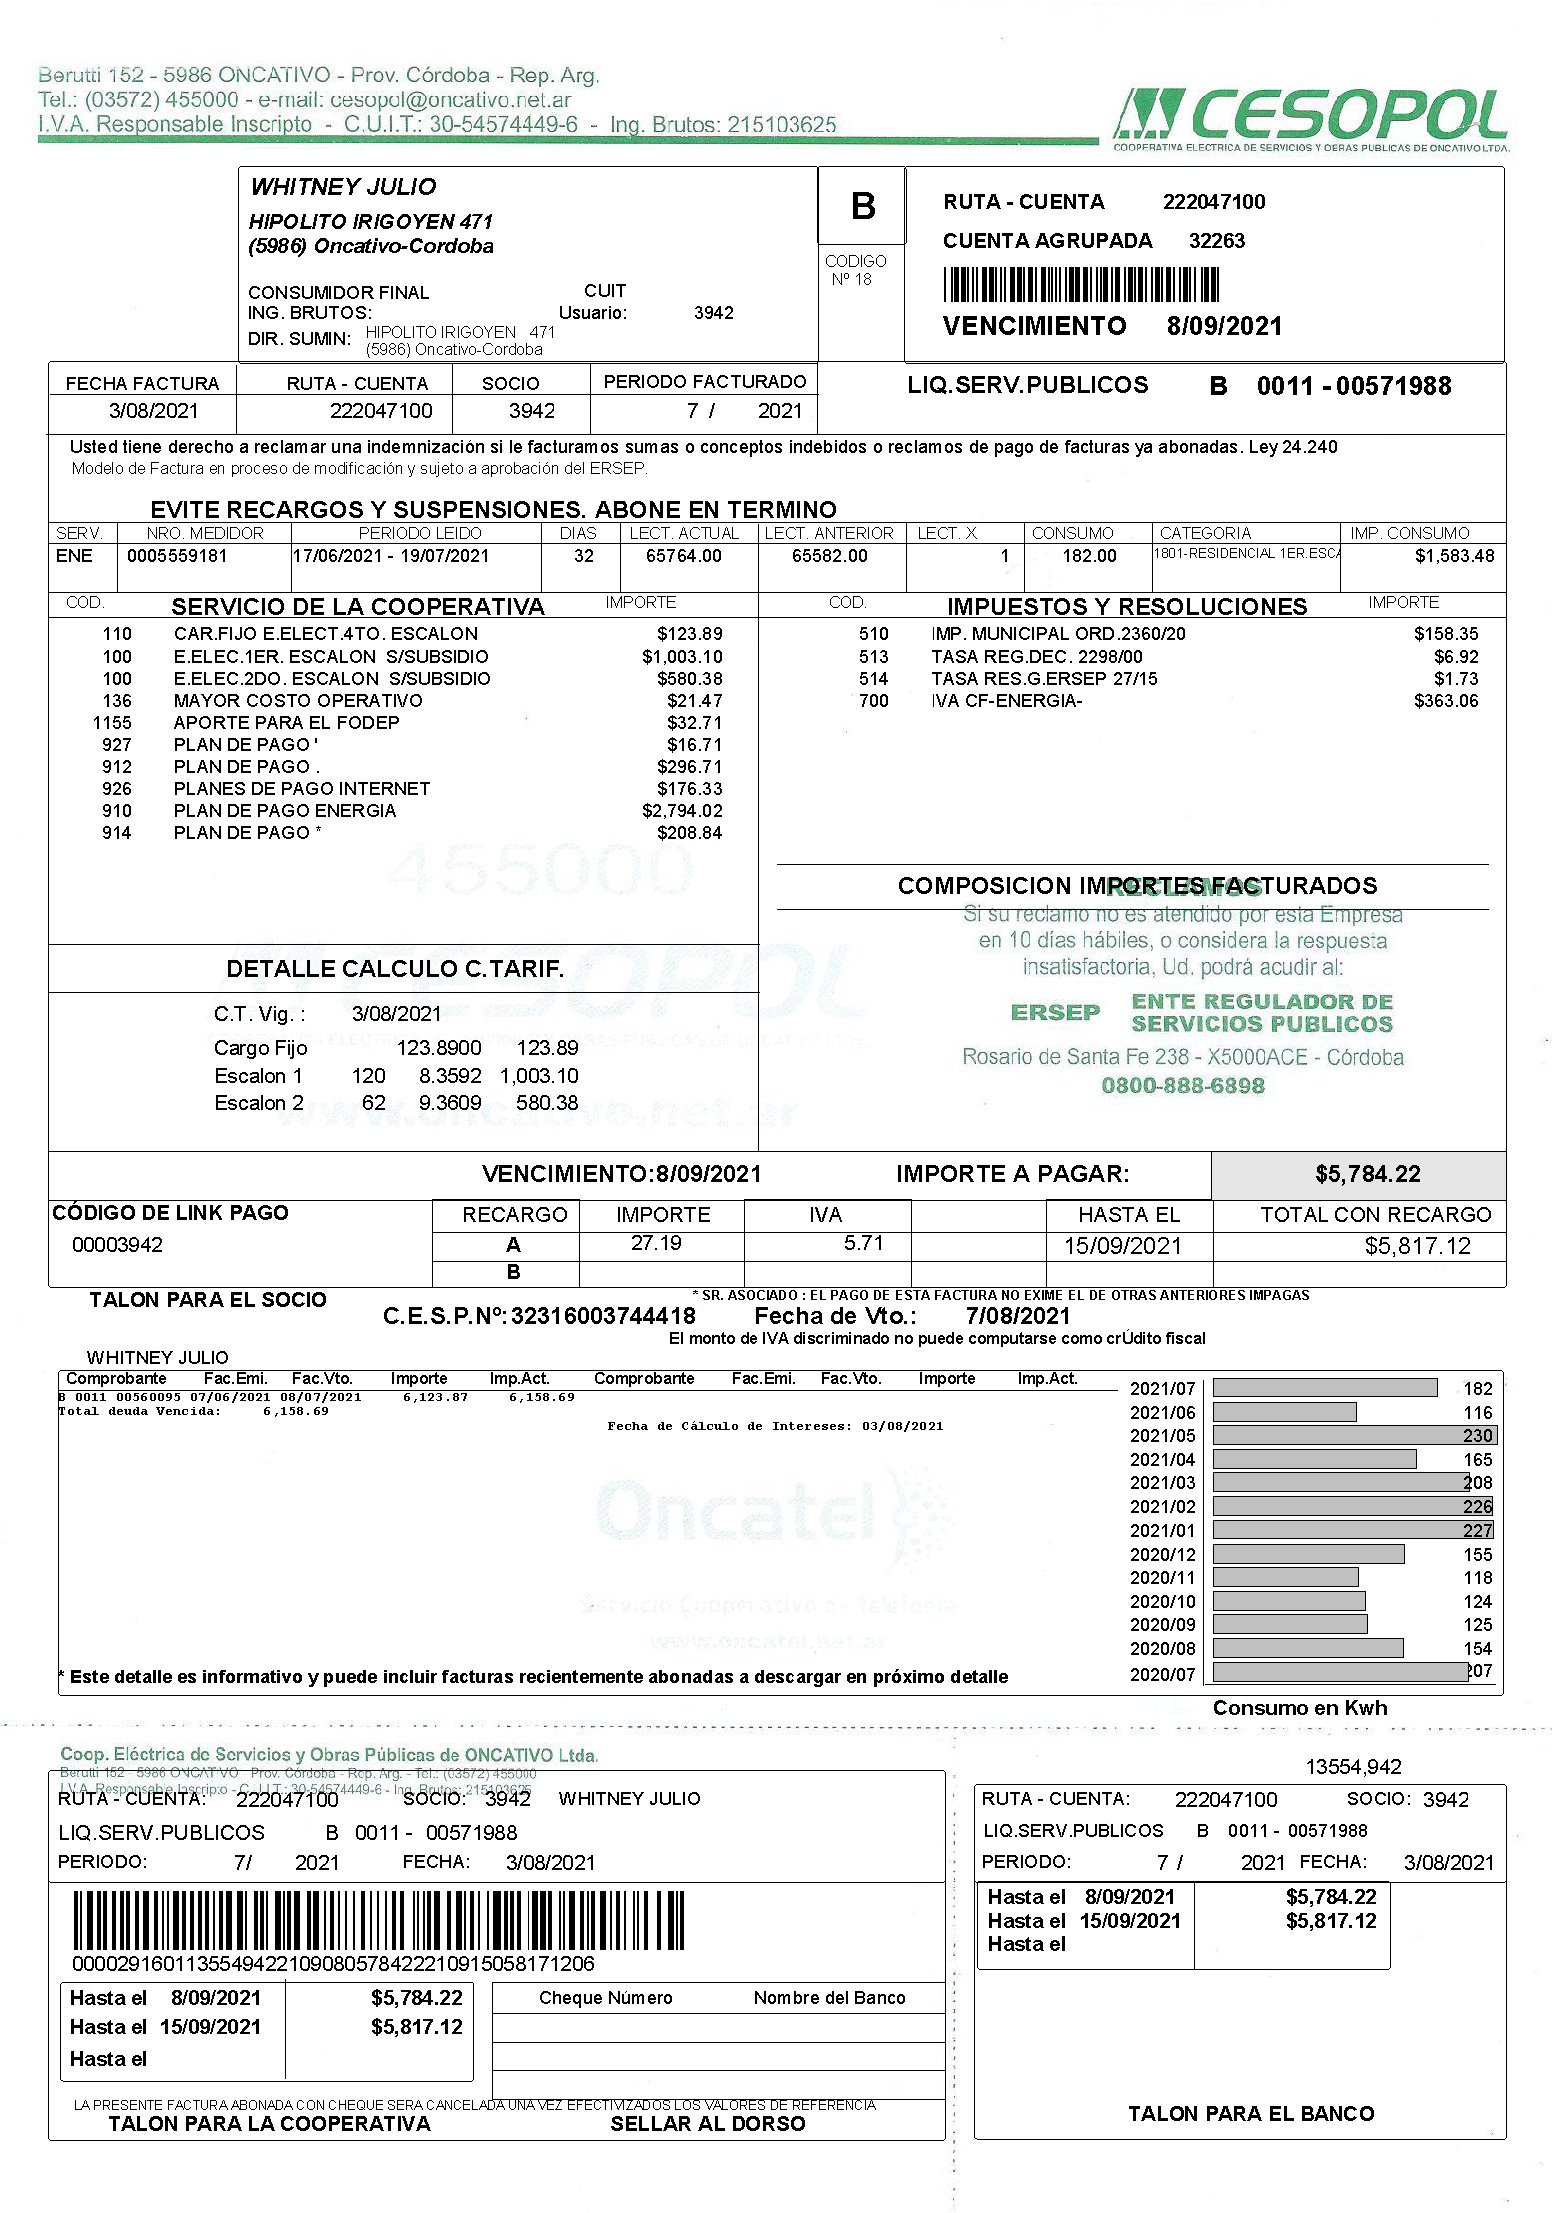 Berutti 152 - 5986 ONCATIVO - Prov. Córdoba - Rep. Arg.
Tel.: (03572) 455000 - e-mail: cesopol@oncativo.net.ar
I.V.A. Responsable Inscripto - C.U.I.T.: 30-54574449-6 - Ing. Brutos: 215103625
CESOPOL
COOPERATIVA ELECTRICA DE SERVICIOS Y OBRAS PUBLICAS DE ONCATIVO LTDA.
WHITNEY JULIO
HIPOLITO IRIGOYEN 471
(5986) Oncativo-Cordoba
CONSUMIDOR FINAL CUIT
ING. BRUTOS: Usuario: 3942
DIR. SUMIN: HIPOLITO IRIGOYEN 471
(5986) Oncativo-Cordoba
B
CODIGO
Nº 18
RUTA - CUENTA 222047100
CUENTA AGRUPADA 32263
VENCIMIENTO 8/09/2021
FECHA FACTURA RUTA - CUENTA SOCIO PERIODO FACTURADO
3/08/2021 222047100 3942 7 / 2021
LIQ.SERV.PUBLICOS B 0011 - 00571988
Usted tiene derecho a reclamar una indemnización si le facturamos sumas o conceptos indebidos o reclamos de pago de facturas ya abonadas. Ley 24.240
Modelo de Factura en proceso de modificación y sujeto a aprobación del ERSEP.
EVITE RECARGOS Y SUSPENSIONES. ABONE EN TERMINO
SERV. NRO. MEDIDOR PERIODO LEIDO DIAS LECT. ACTUAL LECT. ANTERIOR LECT. X CONSUMO CATEGORIA IMP. CONSUMO
ENE 0005559181 17/06/2021 - 19/07/2021 32 65764.00 65582.00 1 182.00 1801-RESIDENCIAL 1ER.ESCA $1,583.48
COD. SERVICIO DE LA COOPERATIVA IMPORTE
110 CAR.FIJO E.ELECT.4TO. ESCALON $123.89
100 E.ELEC.1ER. ESCALON S/SUBSIDIO $1,003.10
100 E.ELEC.2DO. ESCALON S/SUBSIDIO $580.38
136 MAYOR COSTO OPERATIVO $21.47
1155 APORTE PARA EL FODEP $32.71
927 PLAN DE PAGO ' $16.71
912 PLAN DE PAGO . $296.71
926 PLANES DE PAGO INTERNET $176.33
910 PLAN DE PAGO ENERGIA $2,794.02
914 PLAN DE PAGO * $208.84
COD. IMPUESTOS Y RESOLUCIONES IMPORTE
510 IMP. MUNICIPAL ORD.2360/20 $158.35
513 TASA REG.DEC. 2298/00 $6.92
514 TASA RES.G.ERSEP 27/15 $1.73
700 IVA CF-ENERGIA- $363.06
455000
CESOPOL
www.oncativo.net.ar
COMPOSICION IMPORTES FACTURADOS
RECLAMOS
Si su reclamo no es atendido por esta Empresa
en 10 días hábiles, o considera la respuesta
insatisfactoria, Ud. podrá acudir al:
ERSEP ENTE REGULADOR DE
SERVICIOS PUBLICOS
Rosario de Santa Fe 238 - X5000ACE - Córdoba
0800-888-6898
DETALLE CALCULO C.TARIF.
C.T. Vig. : 3/08/2021
Cargo Fijo 123.8900 123.89
Escalon 1 120 8.3592 1,003.10
Escalon 2 62 9.3609 580.38
VENCIMIENTO:8/09/2021 IMPORTE A PAGAR: $5,784.22
CÓDIGO DE LINK PAGO
00003942
RECARGO IMPORTE IVA HASTA EL TOTAL CON RECARGO
A 27.19 5.71 15/09/2021 $5,817.12
B
TALON PARA EL SOCIO
* SR. ASOCIADO : EL PAGO DE ESTA FACTURA NO EXIME EL DE OTRAS ANTERIORES IMPAGAS
C.E.S.P.Nº:32316003744418 Fecha de Vto.: 7/08/2021
El monto de IVA discriminado no puede computarse como crÚdito fiscal
WHITNEY JULIO
Comprobante Fac.Emi. Fac.Vto. Importe Imp.Act. Comprobante Fac.Emi. Fac.Vto. Importe Imp.Act.
B 0011 00560095 07/06/2021 08/07/2021 6,123.87 6,158.69
Total deuda Vencida: 6,158.69
Fecha de Cálculo de Intereses: 03/08/2021
Oncatel
Servicio Cooperativo de Telefonía
www.oncatel.net.ar
2021/07 182
2021/06 116
2021/05 230
2021/04 165
2021/03 208
2021/02 226
2021/01 227
2020/12 155
2020/11 118
2020/10 124
2020/09 125
2020/08 154
2020/07 207
* Este detalle es informativo y puede incluir facturas recientemente abonadas a descargar en próximo detalle
Consumo en Kwh
Coop. Eléctrica de Servicios y Obras Públicas de ONCATIVO Ltda.
Berutti 152 - 5986 ONCATIVO - Prov. Córdoba - Rep. Arg. - Tel.: (03572) 455000
I.V.A. Responsable Inscripto - C.U.I.T.: 30-54574449-6 - Ing. Brutos: 215103625
RUTA - CUENTA: 222047100 SOCIO: 3942 WHITNEY JULIO
LIQ.SERV.PUBLICOS B 0011 - 00571988
PERIODO: 7/ 2021 FECHA: 3/08/2021
00002916011355494221090805784222210915058171206
Hasta el 8/09/2021 $5,784.22
Hasta el 15/09/2021 $5,817.12
Hasta el
Cheque Número Nombre del Banco
LA PRESENTE FACTURA ABONADA CON CHEQUE SERA CANCELADA UNA VEZ EFECTIVIZADOS LOS VALORES DE REFERENCIA
TALON PARA LA COOPERATIVA SELLAR AL DORSO
13554,942
RUTA - CUENTA: 222047100 SOCIO: 3942
LIQ.SERV.PUBLICOS B 0011 - 00571988
PERIODO: 7 / 2021 FECHA: 3/08/2021
Hasta el 8/09/2021 $5,784.22
Hasta el 15/09/2021 $5,817.12
Hasta el
TALON PARA EL BANCO